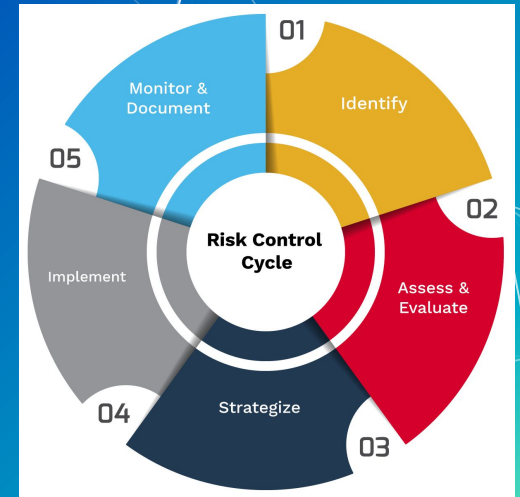 Risk Control
Cycle
01
Identify
02
Assess &
Evaluate
03
Strategize
04
Implement
05
Monitor &
Document